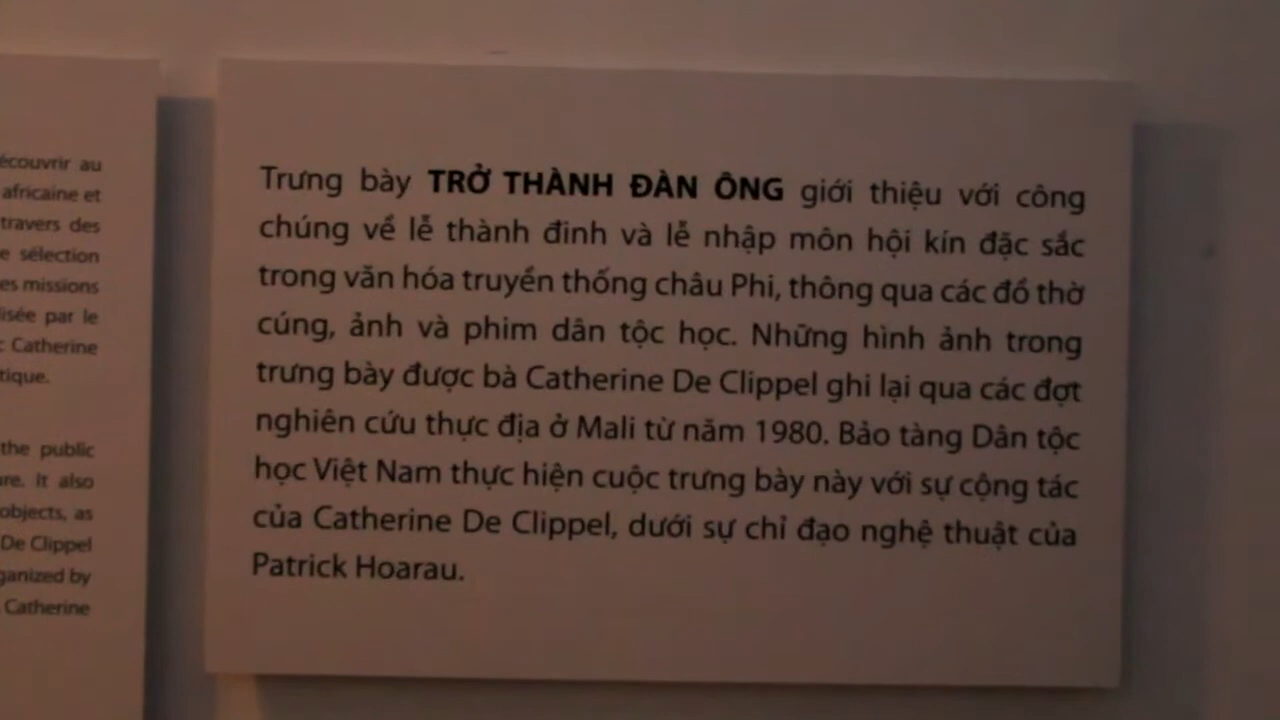 écouvrir au
africaine et
travers des
e sélection
es missions
isée par le
Catherine
tique.
the public
ure. It also
objects, as
De Clippel
ganized by
Catherine
Trưng bày TRỞ THÀNH ĐÀN ÔNG giới thiệu với công
chúng về lễ thành đinh và lễ nhập môn hội kín đặc sắc
trong văn hóa truyền thống châu Phi, thông qua các đồ thờ
cúng, ảnh và phim dân tộc học. Những hình ảnh trong
trưng bày được bà Catherine De Clippel ghi lại qua các đợt
nghiên cứu thực địa ở Mali từ năm 1980. Bảo tàng Dân tộc
học Việt Nam thực hiện cuộc trưng bày này với sự cộng tác
của Catherine De Clippel, dưới sự chỉ đạo nghệ thuật của
Patrick Hoarau.